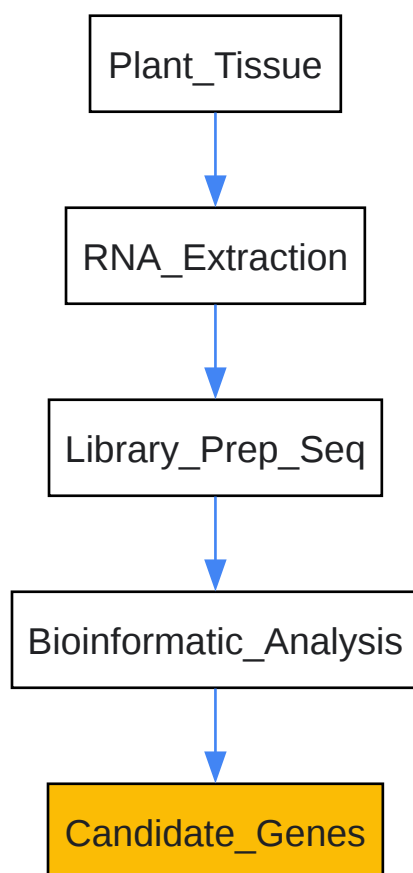 Plant_Tissue
RNA_Extraction
Library_Prep_Seq
Bioinformatic_Analysis
Candidate_Genes